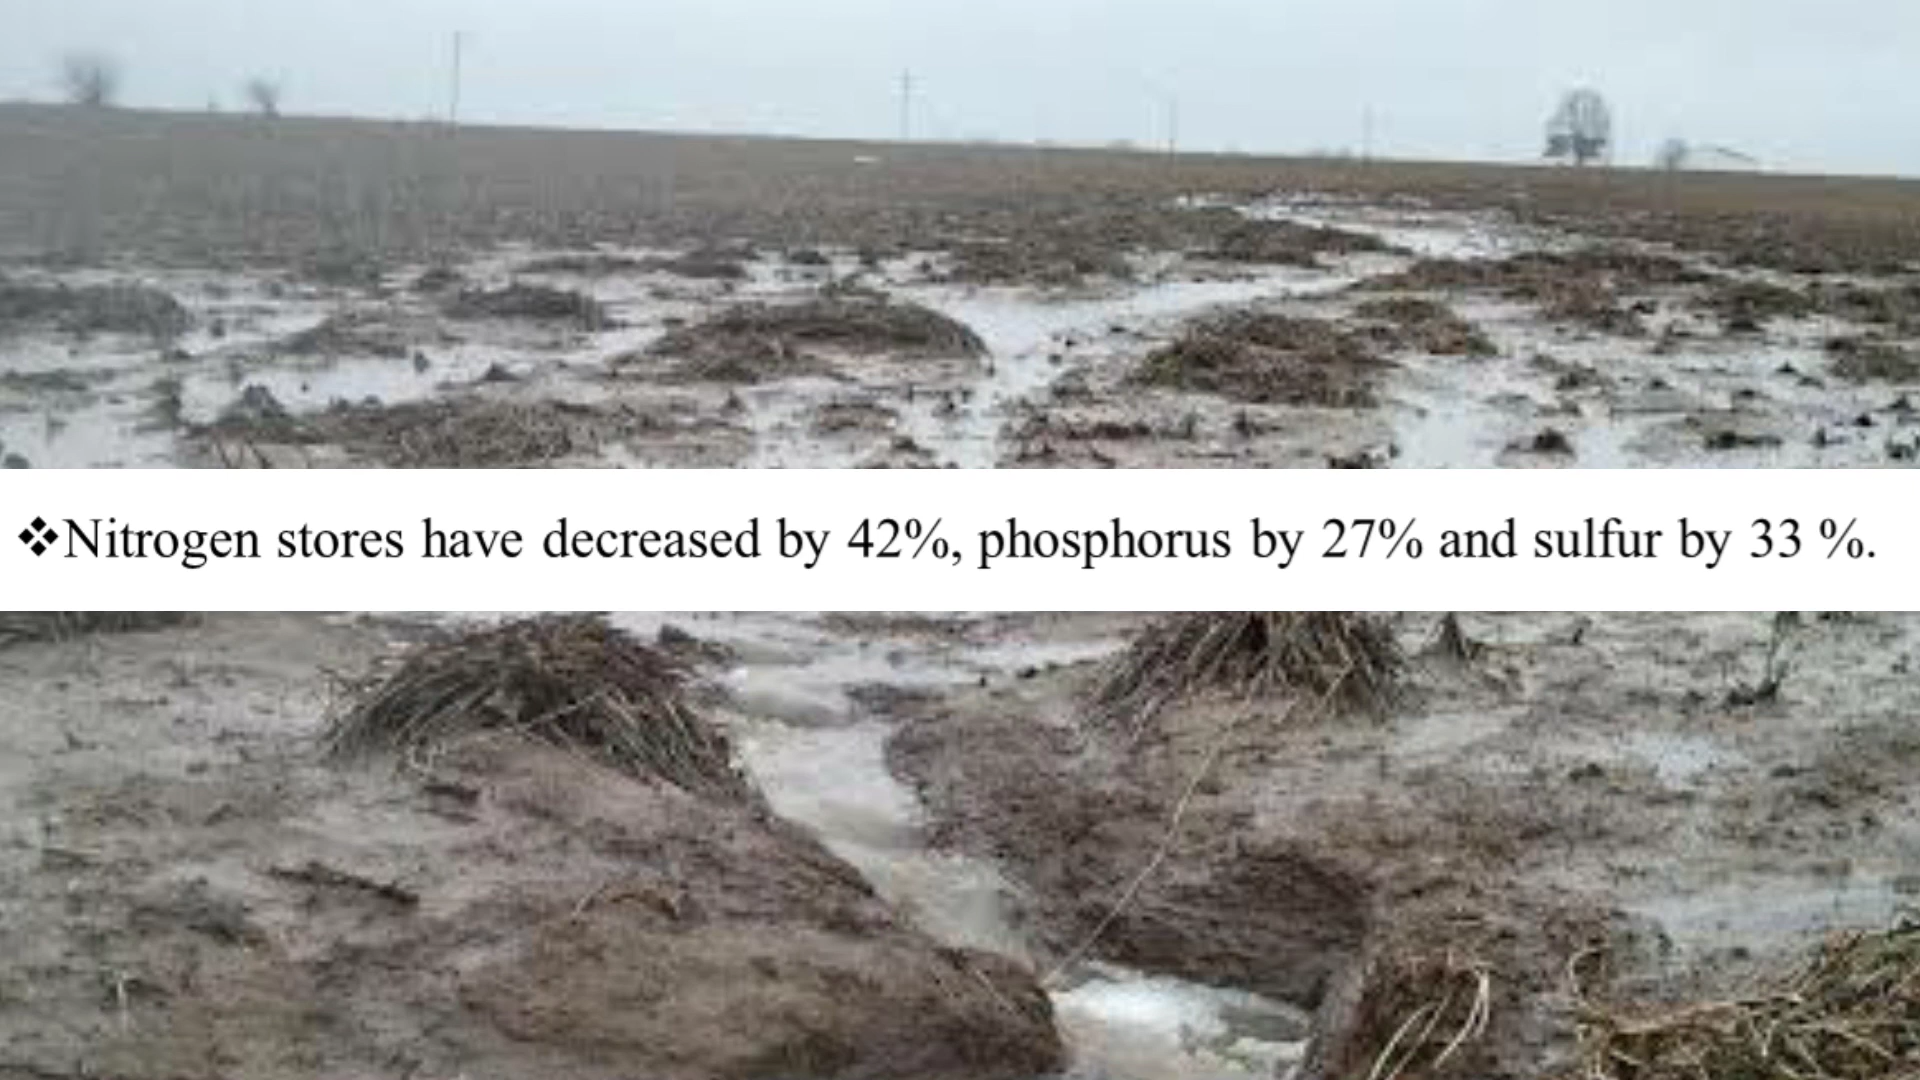 ❖Nitrogen stores have decreased by 42%, phosphorus by 27% and sulfur by 33 %.